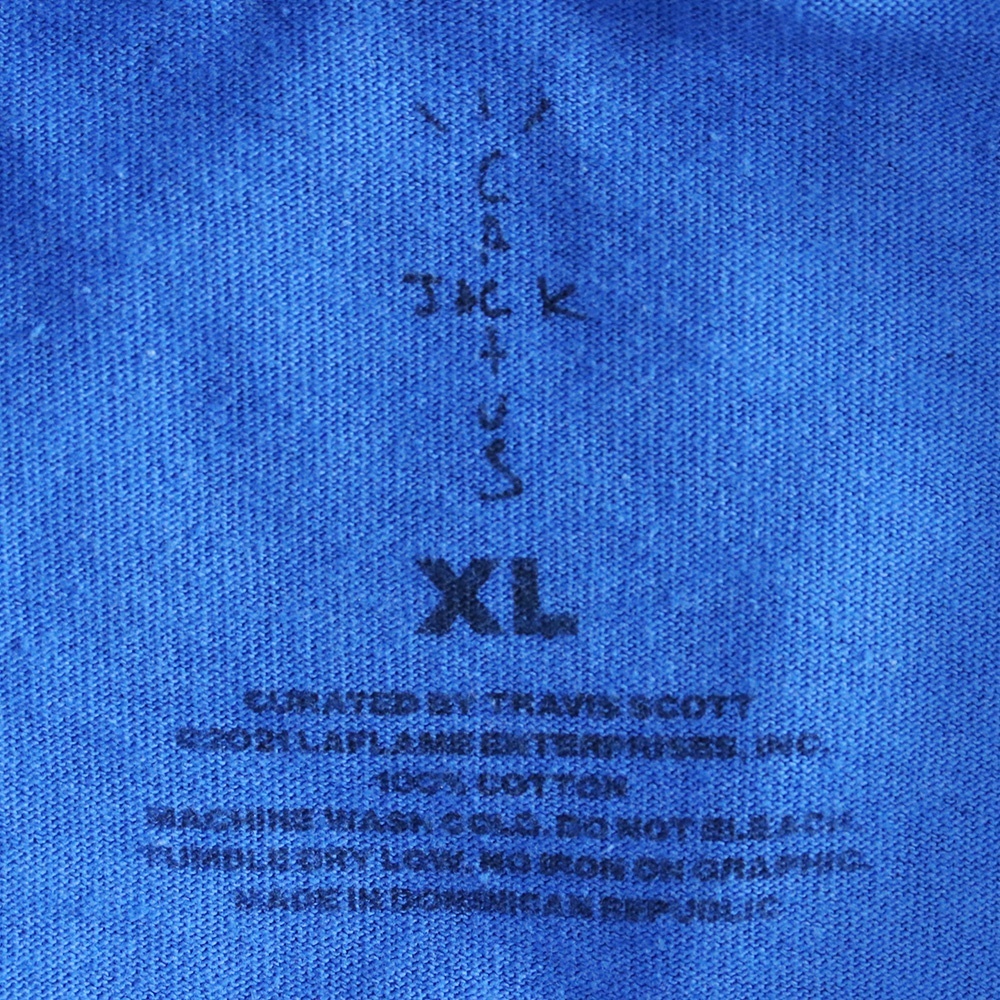 CACTUS
JACK
XL
CURATED BY TRAVIS SCOTT
©2021 LAFLAME ENTERPRISES, INC.
100% COTTON
MACHINE WASH COLD. DO NOT BLEACH.
TUMBLE DRY LOW. NO IRON ON GRAPHIC.
MADE IN DOMINICAN REPUBLIC